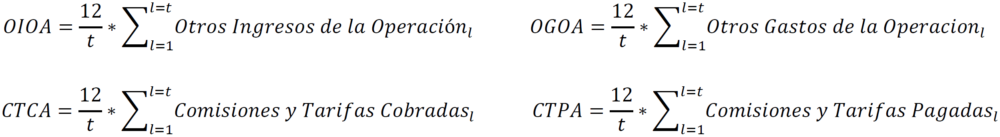 OIOA = 12/t * ∑_{l=1}^{l=t} Otros Ingresos de la Operación_l    OGOA = 12/t * ∑_{l=1}^{l=t} Otros Gastos de la Operacion_l
CTCA = 12/t * ∑_{l=1}^{l=t} Comisiones y Tarifas Cobradas_l    CTPA = 12/t * ∑_{l=1}^{l=t} Comisiones y Tarifas Pagadas_l